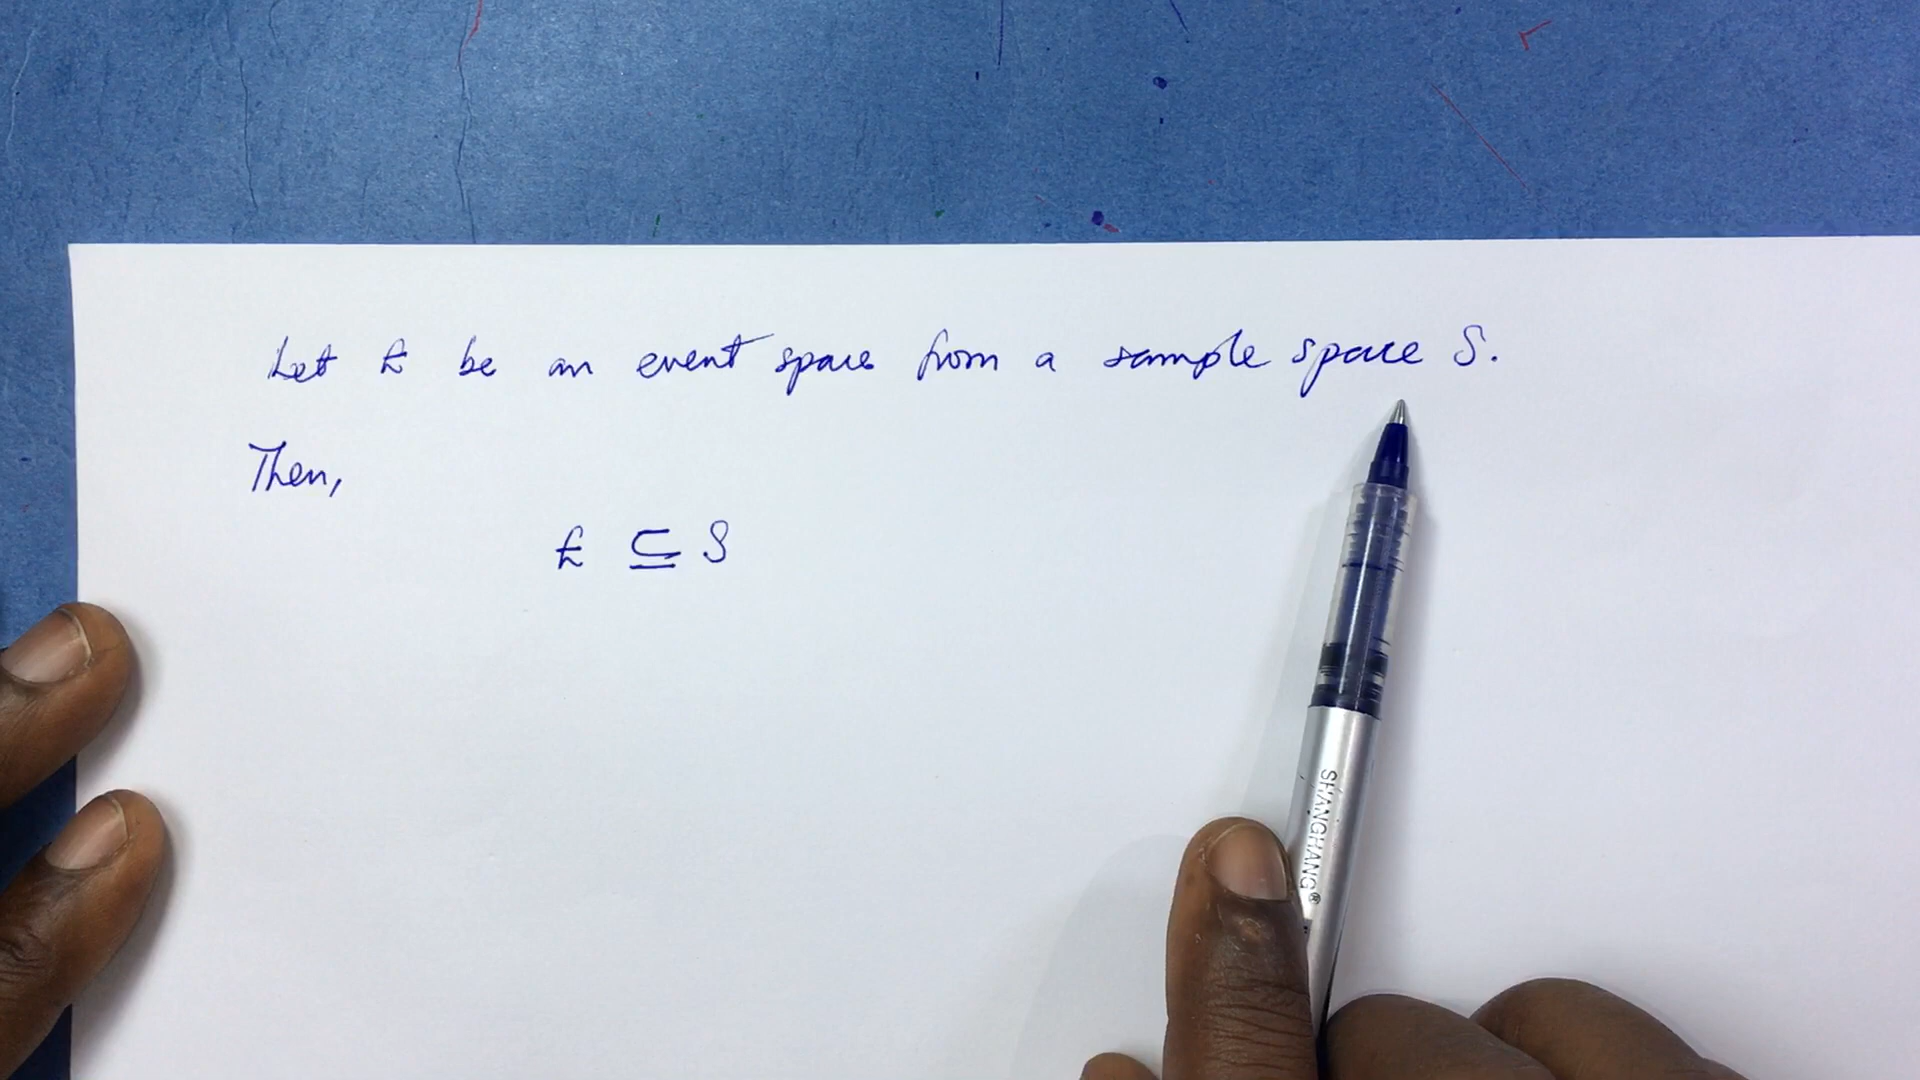 Let E be an event space from a sample space S.
Then,
E ⊆ S
SHANGHANG®